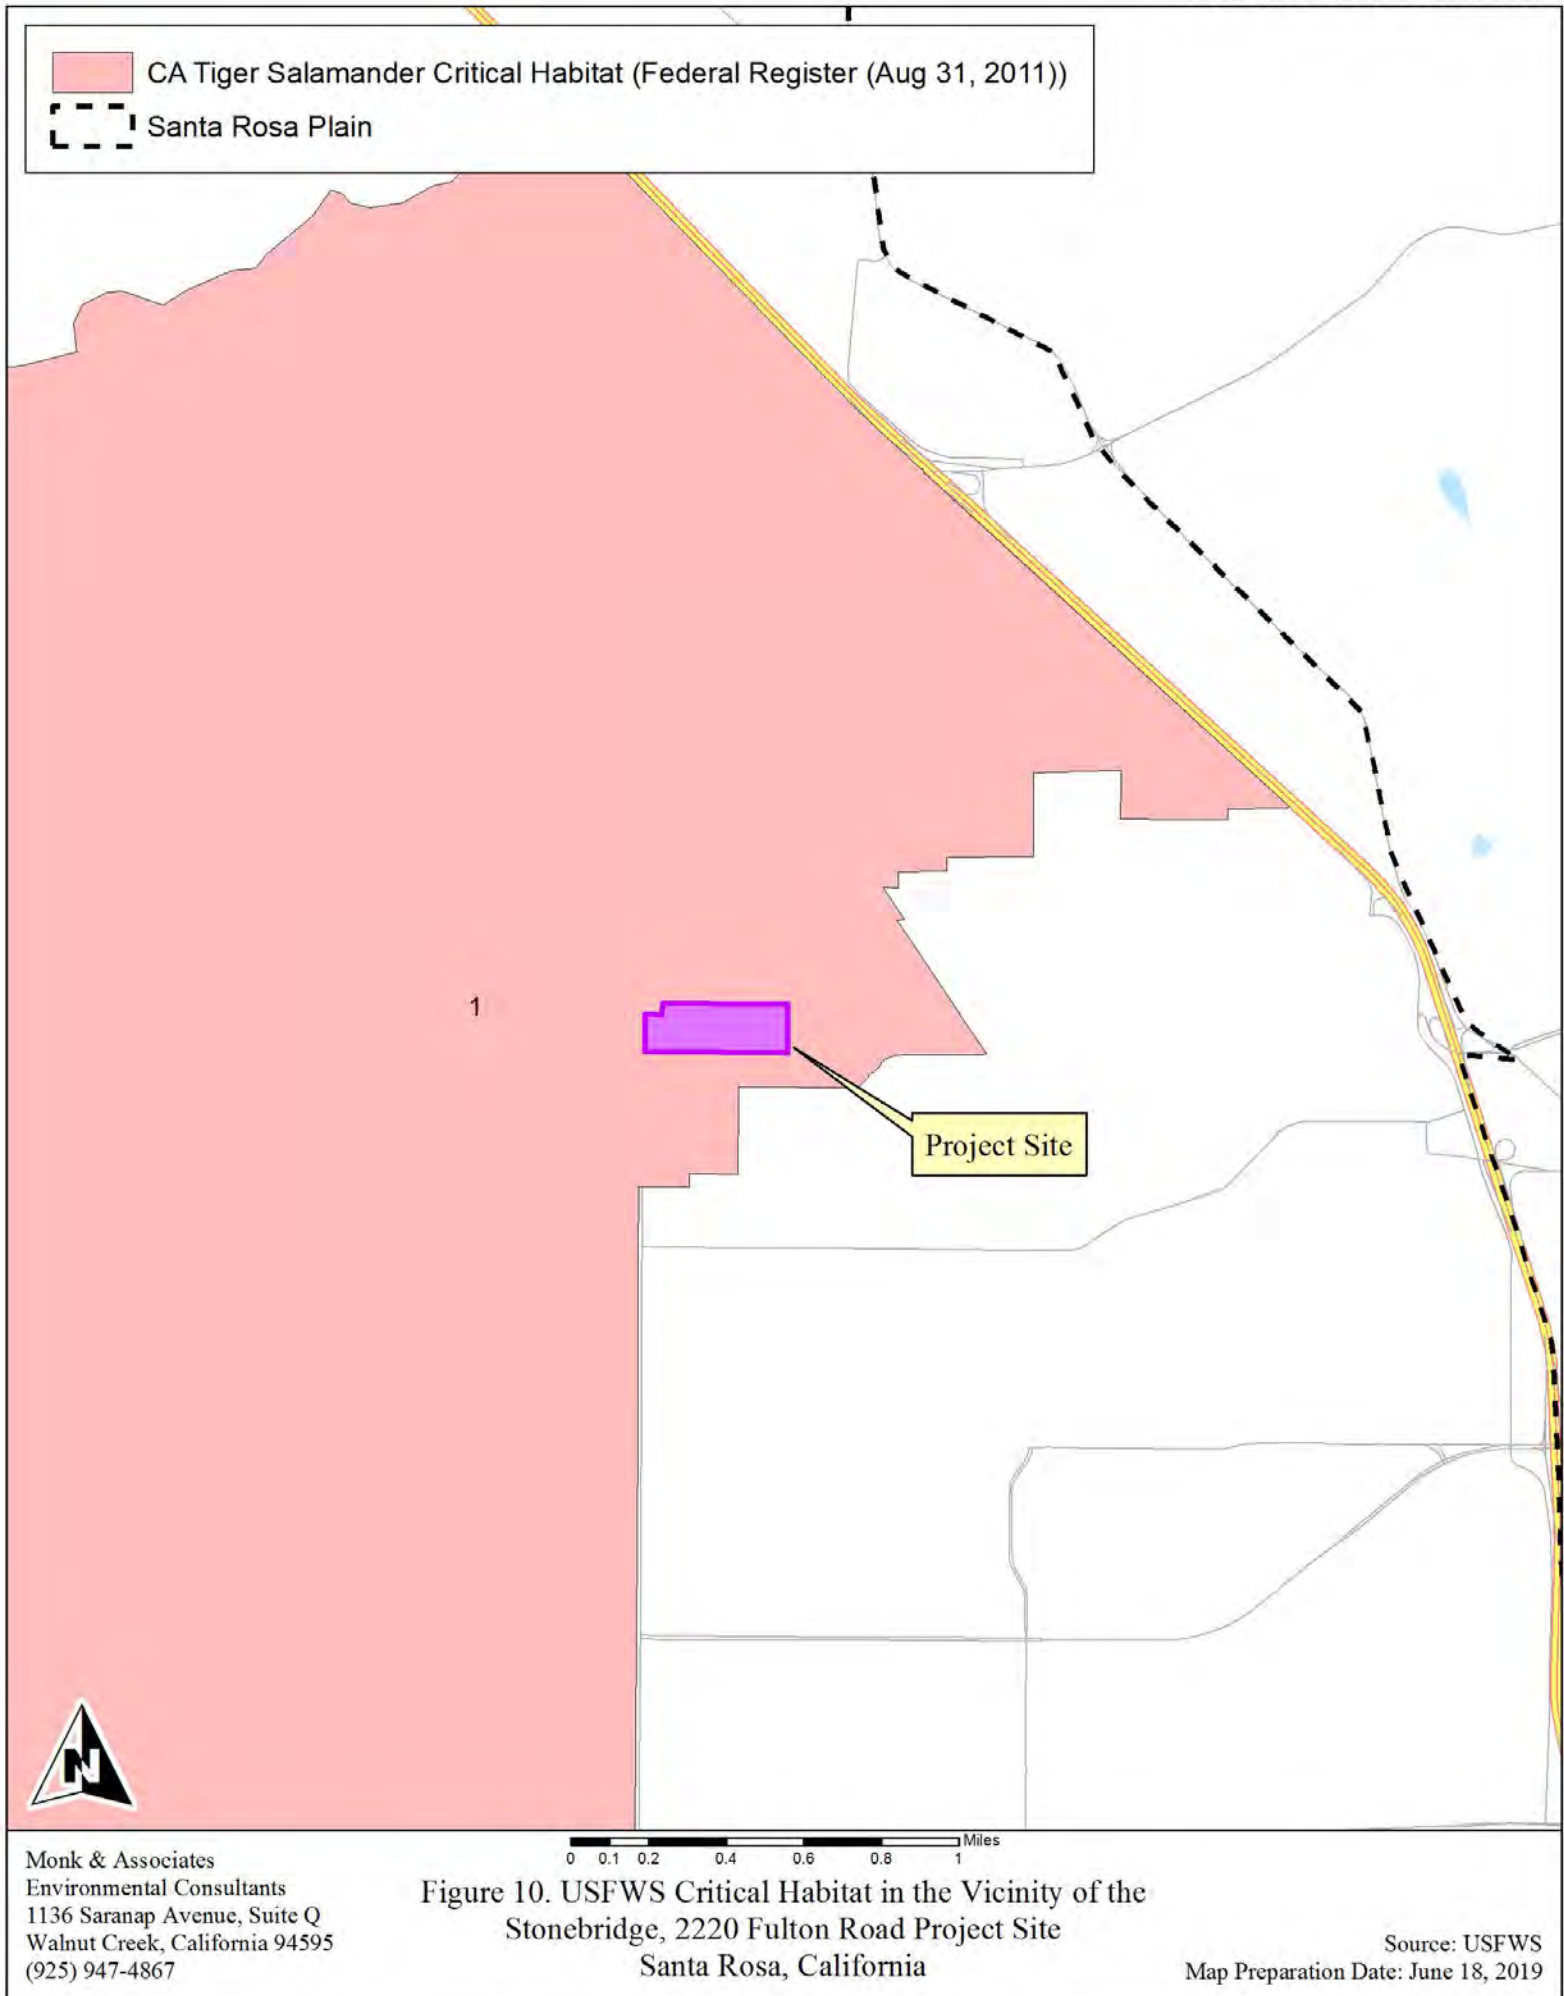 CA Tiger Salamander Critical Habitat (Federal Register (Aug 31, 2011))
Santa Rosa Plain
1
Project Site
N
Miles
0 0.1 0.2 0.4 0.6 0.8 1
Monk & Associates
Environmental Consultants
1136 Saranap Avenue, Suite Q
Walnut Creek, California 94595
(925) 947-4867
Figure 10. USFWS Critical Habitat in the Vicinity of the
Stonebridge, 2220 Fulton Road Project Site
Santa Rosa, California
Source: USFWS
Map Preparation Date: June 18, 2019